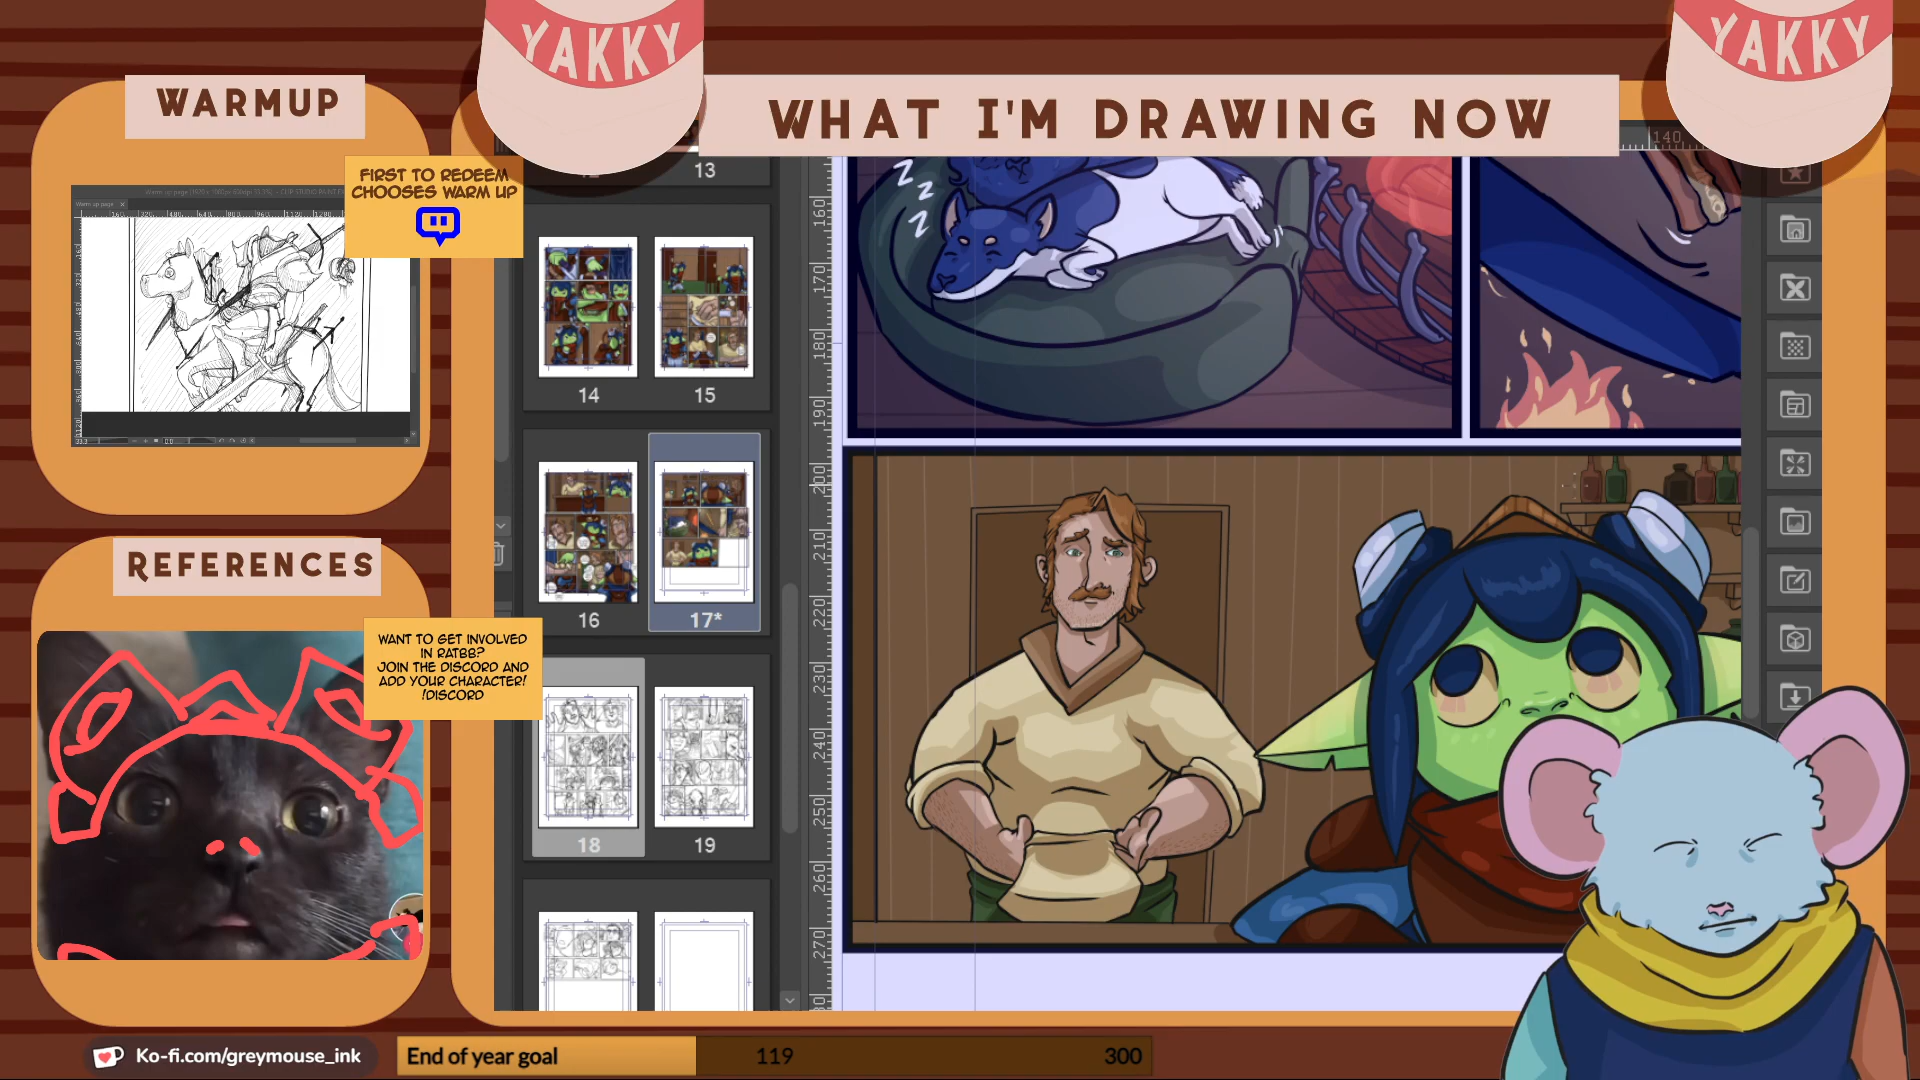 YAKKY
YAKKY
WARMUP
WHAT I'M DRAWING NOW
FIRST TO REDEEM
CHOOSES WARM UP
Z
Z
Z
13
14
15
16
17*
18
19
140
160
170
180
190
200
210
220
230
240
250
260
270
REFERENCES
WANT TO GET INVOLVED
IN RATBB?
JOIN THE DISCORD AND
ADD YOUR CHARACTER!
!DISCORD
Ko-fi.com/greymouse_ink
End of year goal
119
300